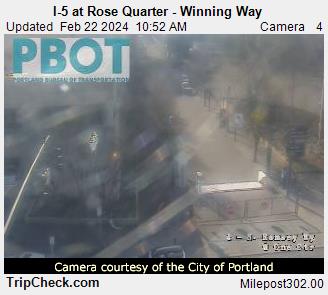 I-5 at Rose Quarter - Winning Way
Updated Feb 22 2024 10:52 AM Camera 4
PBOT
PORTLAND BUREAU OF TRANSPORTATION
Camera courtesy of the City of Portland
TripCheck.com Milepost302.00